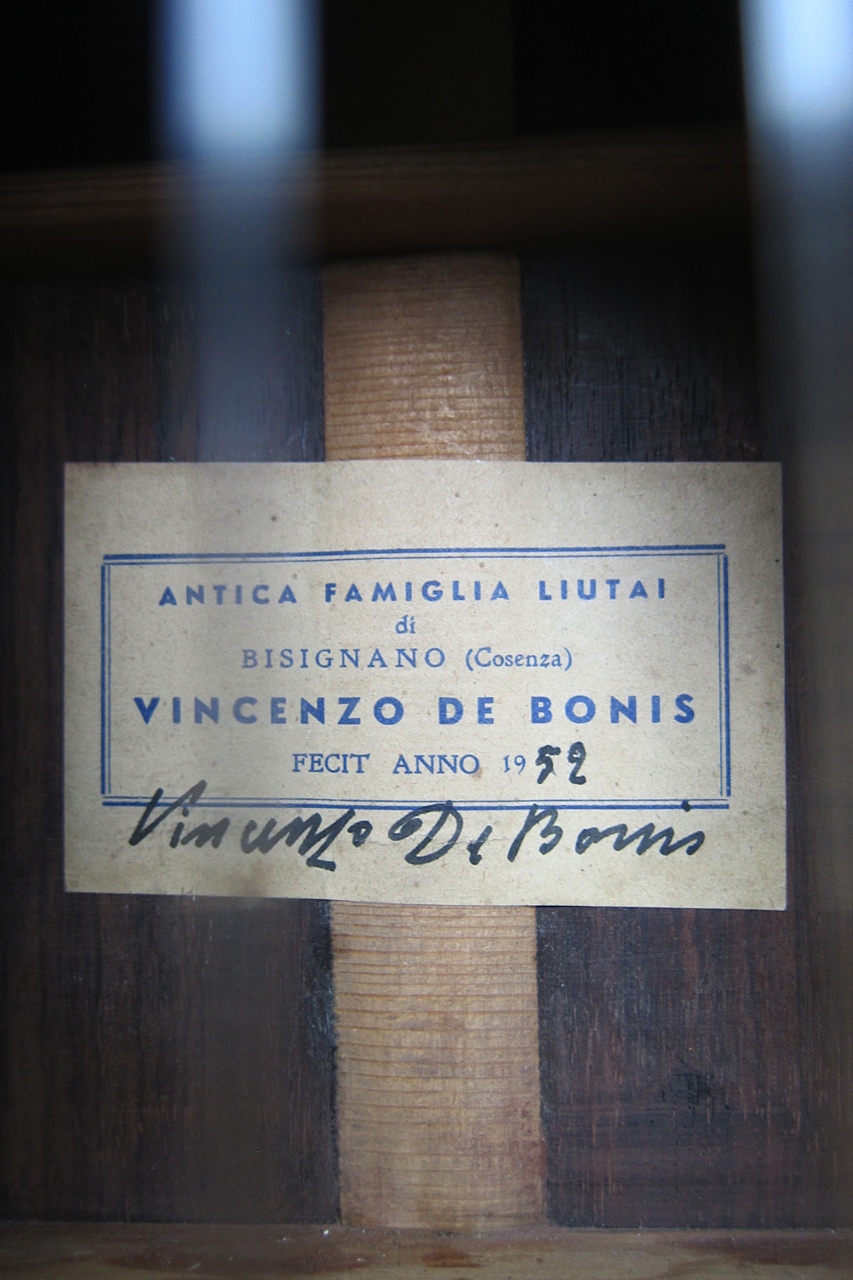 ANTICA FAMIGLIA LIUTAI
di
BISIGNANO (Cosenza)
VINCENZO DE BONIS
FECIT ANNO 1952
Vincenzo De Bonis